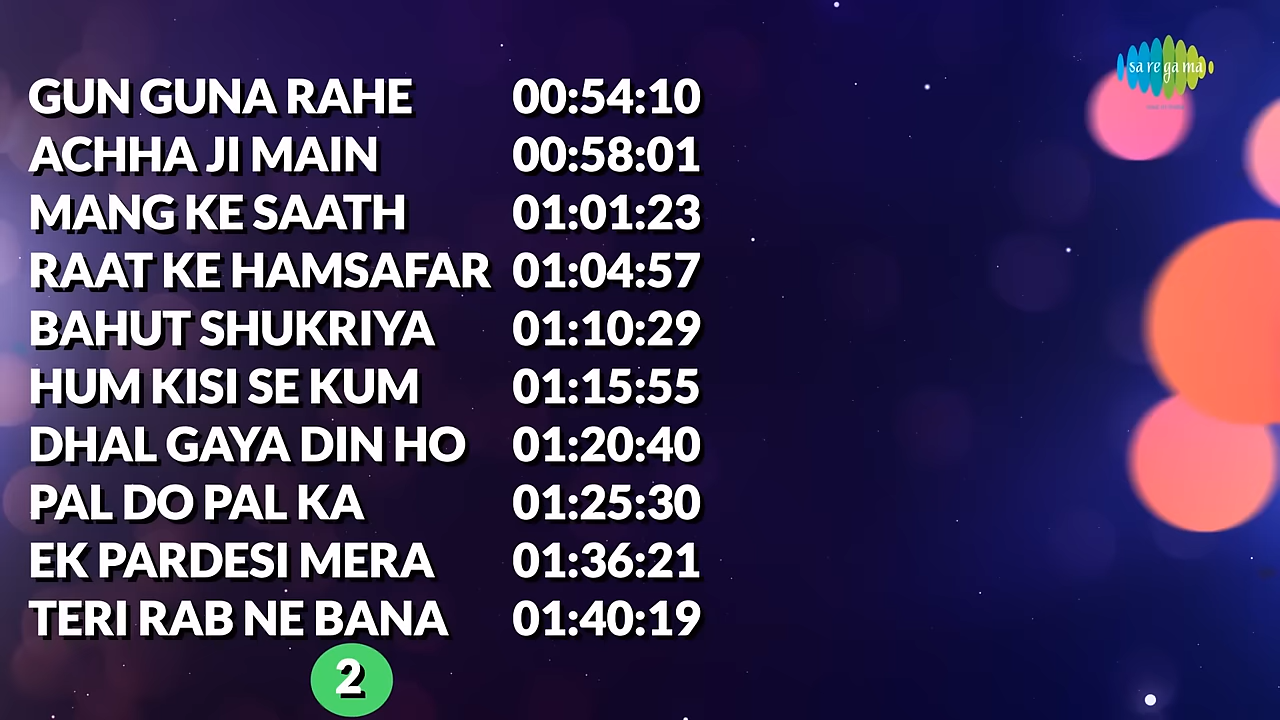 sa re ga ma
GUN GUNA RAHE 00:54:10
ACHHA JI MAIN 00:58:01
MANG KE SAATH 01:01:23
RAAT KE HAMSAFAR 01:04:57
BAHUT SHUKRIYA 01:10:29
HUM KISI SE KUM 01:15:55
DHAL GAYA DIN HO 01:20:40
PAL DO PAL KA 01:25:30
EK PARDESI MERA 01:36:21
TERI RAB NE BANA 01:40:19
2